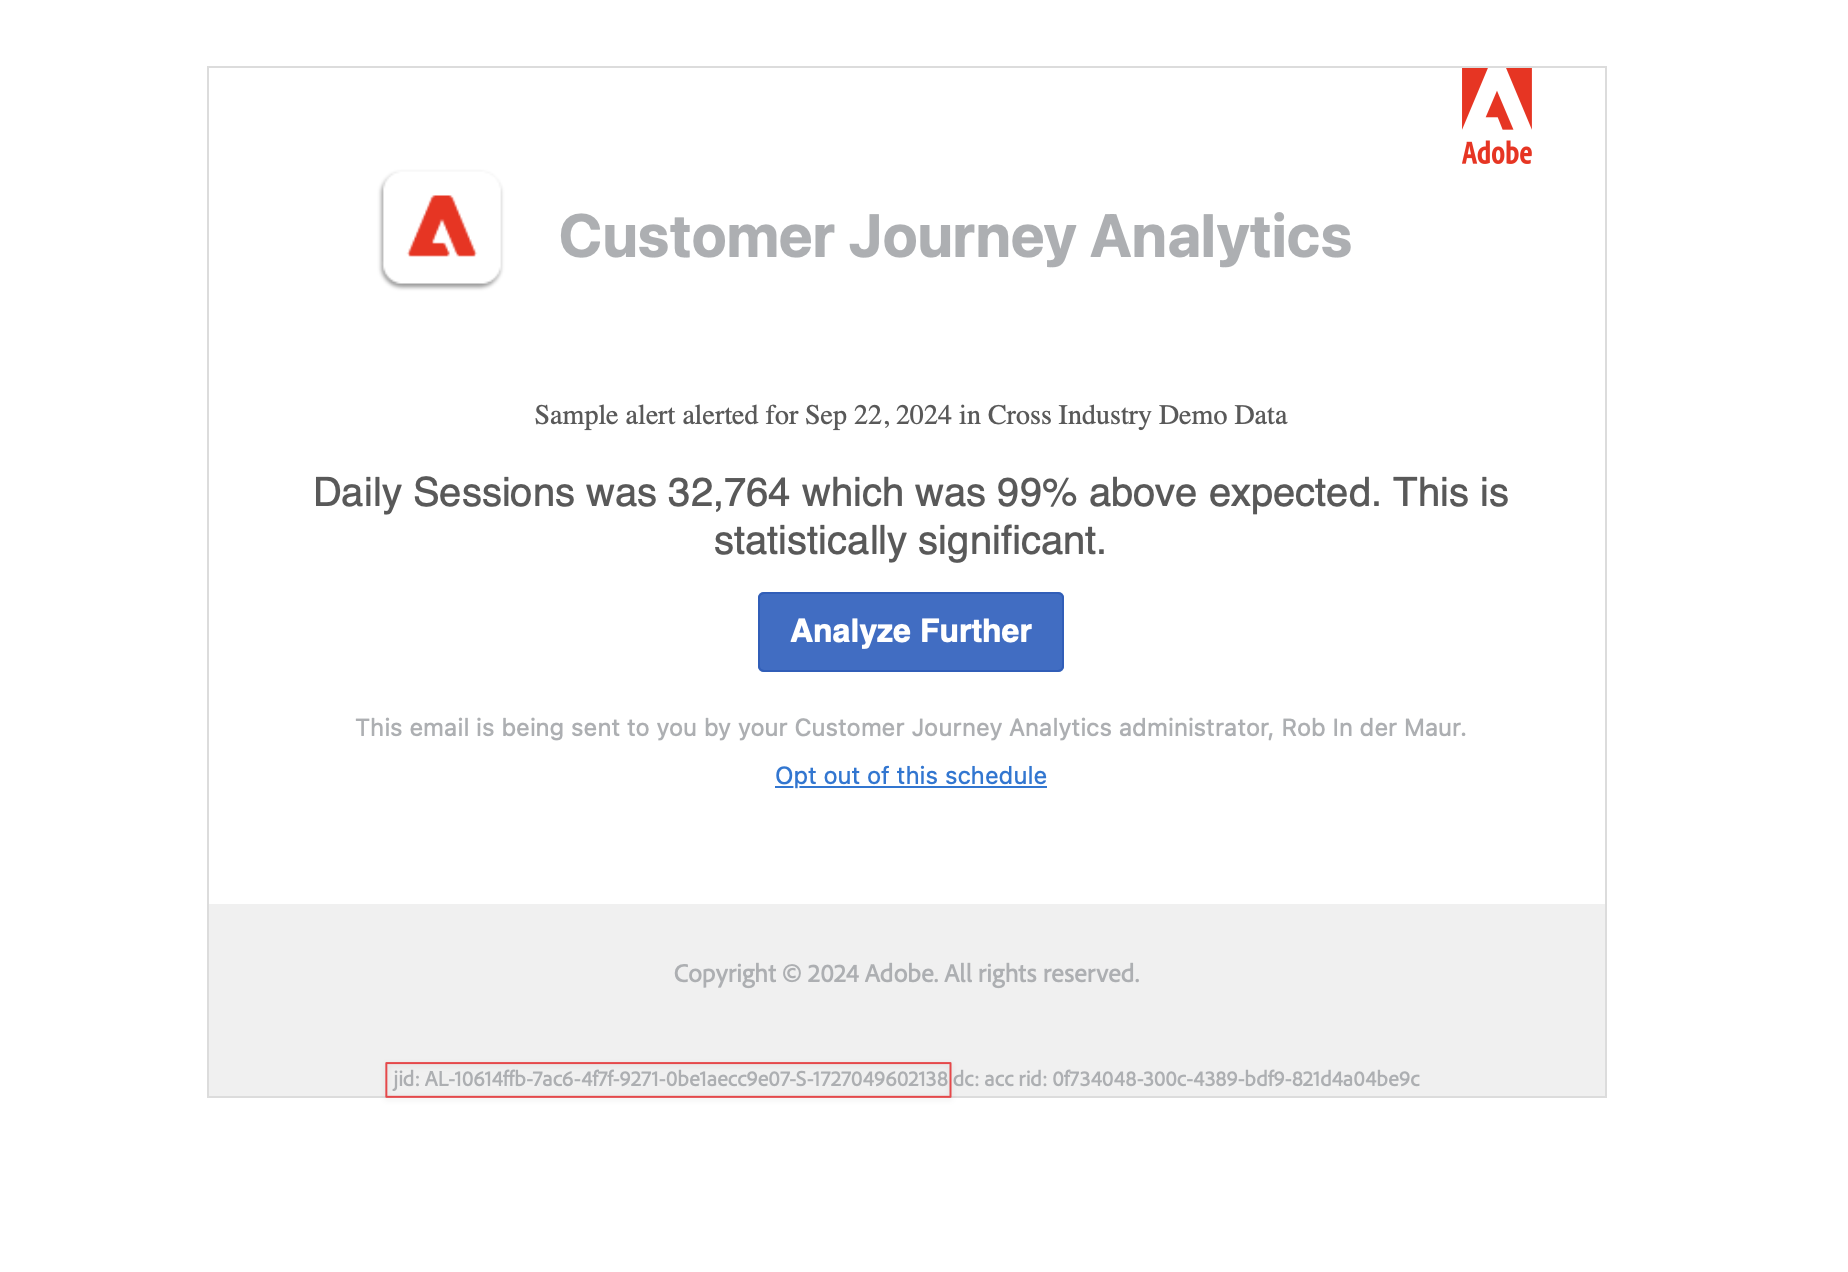 Adobe
Customer Journey Analytics
Sample alert alerted for Sep 22, 2024 in Cross Industry Demo Data
Daily Sessions was 32,764 which was 99% above expected. This is
statistically significant.
Analyze Further
This email is being sent to you by your Customer Journey Analytics administrator, Rob In der Maur.
Opt out of this schedule
Copyright © 2024 Adobe. All rights reserved.
jid: AL-10614ffb-7ac6-4f7f-9271-0be1aecc9e07-S-1727049602138 dc: acc rid: 0f734048-300c-4389-bdf9-821d4a04be9c